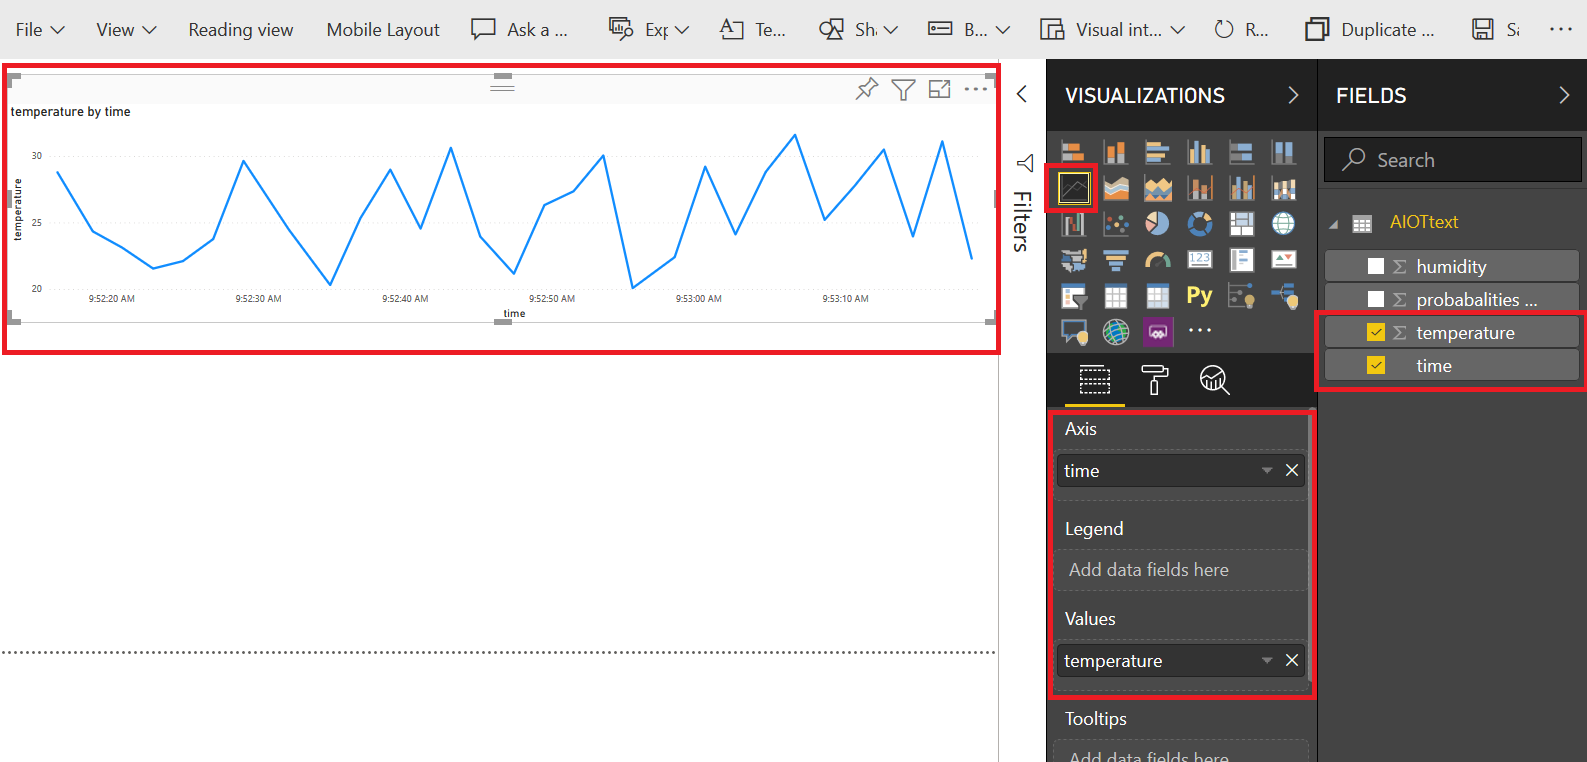 File View Reading view Mobile Layout Ask a ... Exp Te... Sh B... Visual int... R... Duplicate ... Sa ...
temperature by time
30
25
20
temperature
9:52:20 AM 9:52:30 AM 9:52:40 AM 9:52:50 AM 9:53:00 AM 9:53:10 AM
time
Filters
VISUALIZATIONS
123
Py
Axis
time
Legend
Add data fields here
Values
temperature
Tooltips
Add data fields here
FIELDS
Search
AIOTtext
humidity
probabalities ...
temperature
time